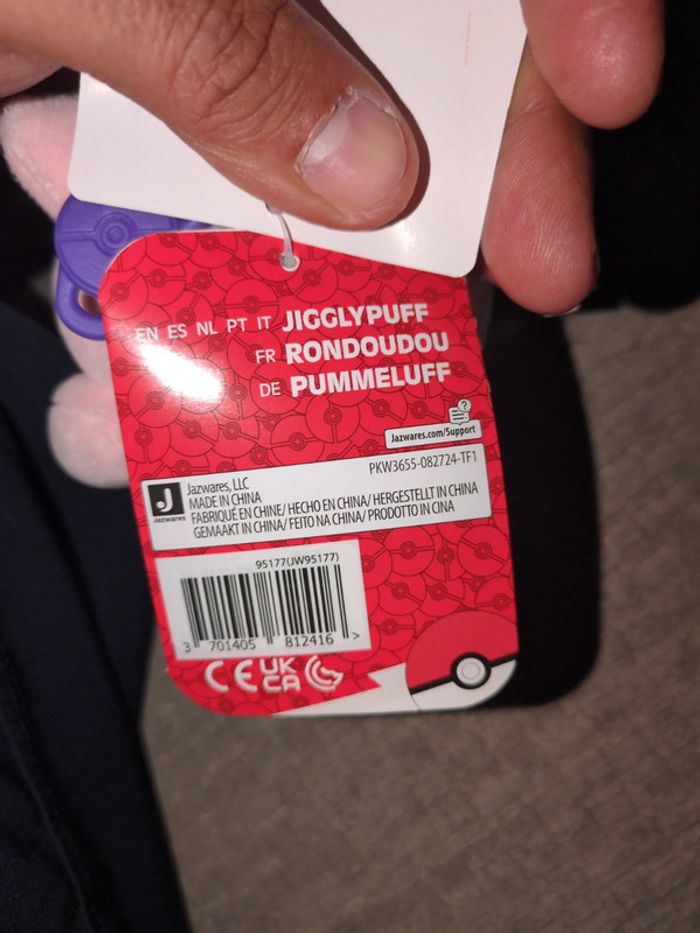 EN ES NL PT IT JIGGLYPUFF
FR RONDOUDOU
DE PUMMELUFF
Jazwares.com/Support
PKW3655-082724-TF1
J
Jazwares
Jazwares, LLC
MADE IN CHINA
FABRIQUÉ EN CHINE/ HECHO EN CHINA/ HERGESTELLT IN CHINA
GEMAAKT IN CHINA/ FEITO NA CHINA/ PRODOTTO IN CINA
95177(JW95177)
3 701405 812416 >
CE UK CA